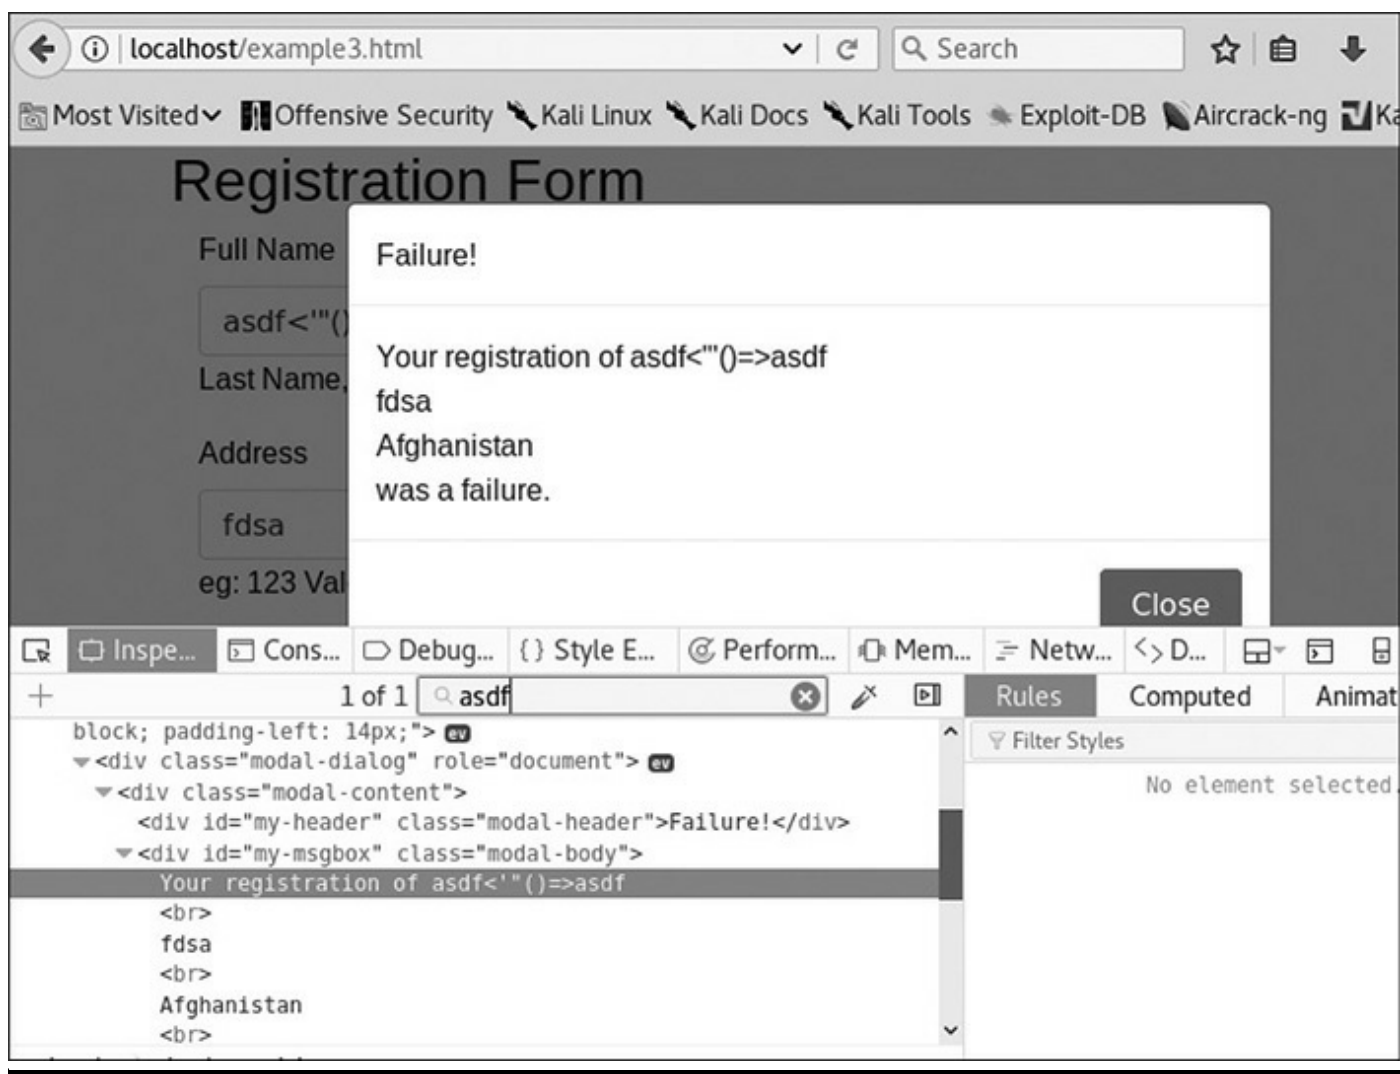 localhost/example3.html Search
Most Visited Offensive Security Kali Linux Kali Docs Kali Tools Exploit-DB Aircrack-ng Ka
Registration Form
Full Name
asdf<'"()
Last Name,
Address
fdsa
eg: 123 Val
Failure!
Your registration of asdf<'"()=>asdf
fdsa
Afghanistan
was a failure.
Close
Inspe... Cons... Debug... {} Style E... Perform... Mem... Netw... D...
+ 1 of 1 asdf Rules Computed Animat
block; padding-left: 14px;"> ev
<div class="modal-dialog" role="document"> ev
<div class="modal-content">
<div id="my-header" class="modal-header">Failure!</div>
<div id="my-msgbox" class="modal-body">
Your registration of asdf<'"()=>asdf
<br>
fdsa
<br>
Afghanistan
<br>
Filter Styles
No element selected.